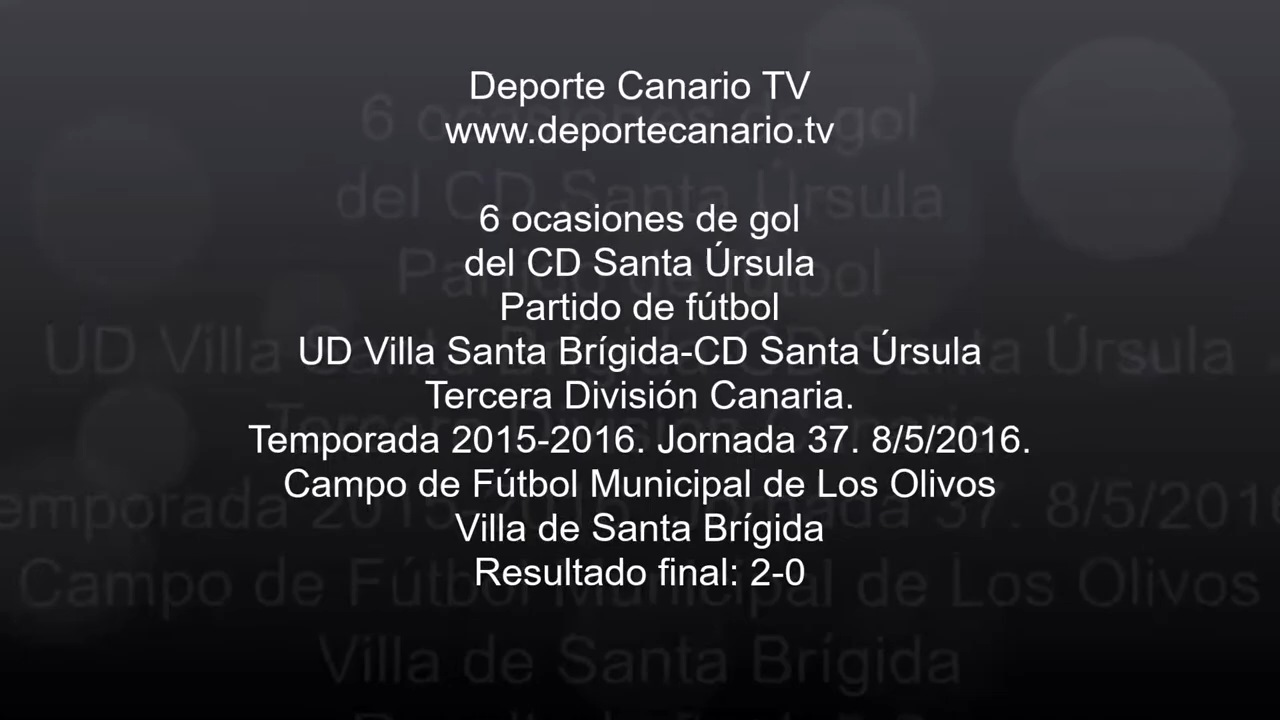 Deporte Canario TV
www.deportecanario.tv
6 ocasiones de gol
del CD Santa Úrsula
Partido de fútbol
UD Villa Santa Brígida-CD Santa Úrsula
Tercera División Canaria.
Temporada 2015-2016. Jornada 37. 8/5/2016.
Campo de Fútbol Municipal de Los Olivos
Villa de Santa Brígida
Resultado final: 2-0